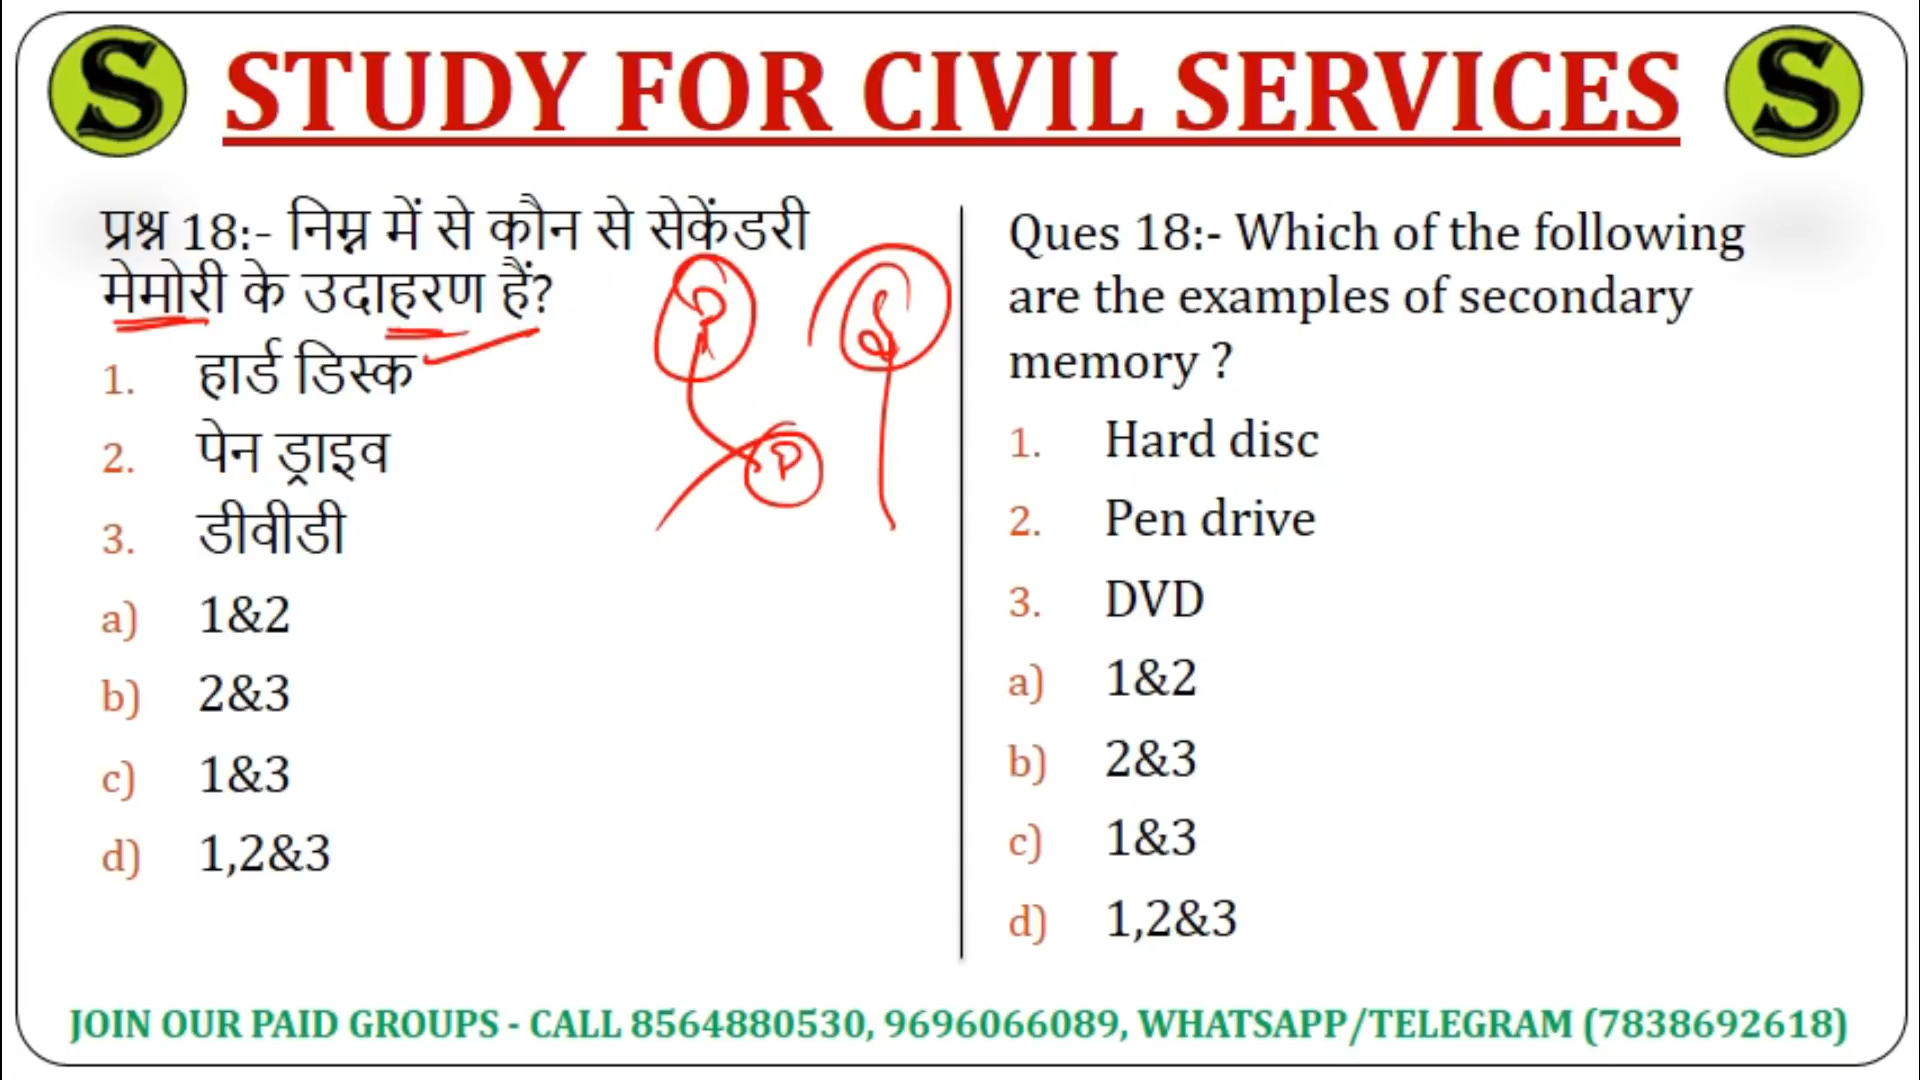 S STUDY FOR CIVIL SERVICES S
प्रश्न 18:- निम्न में से कौन से सेकेंडरी
मेमोरी के उदाहरण हैं?
1. हार्ड डिस्क
2. पेन ड्राइव
3. डीवीडी
a) 1&2
b) 2&3
c) 1&3
d) 1,2&3
P
P
Ques 18:- Which of the following
are the examples of secondary
memory ?
1. Hard disc
2. Pen drive
3. DVD
a) 1&2
b) 2&3
c) 1&3
d) 1,2&3
JOIN OUR PAID GROUPS - CALL 8564880530, 9696066089, WHATSAPP/TELEGRAM (7838692618)